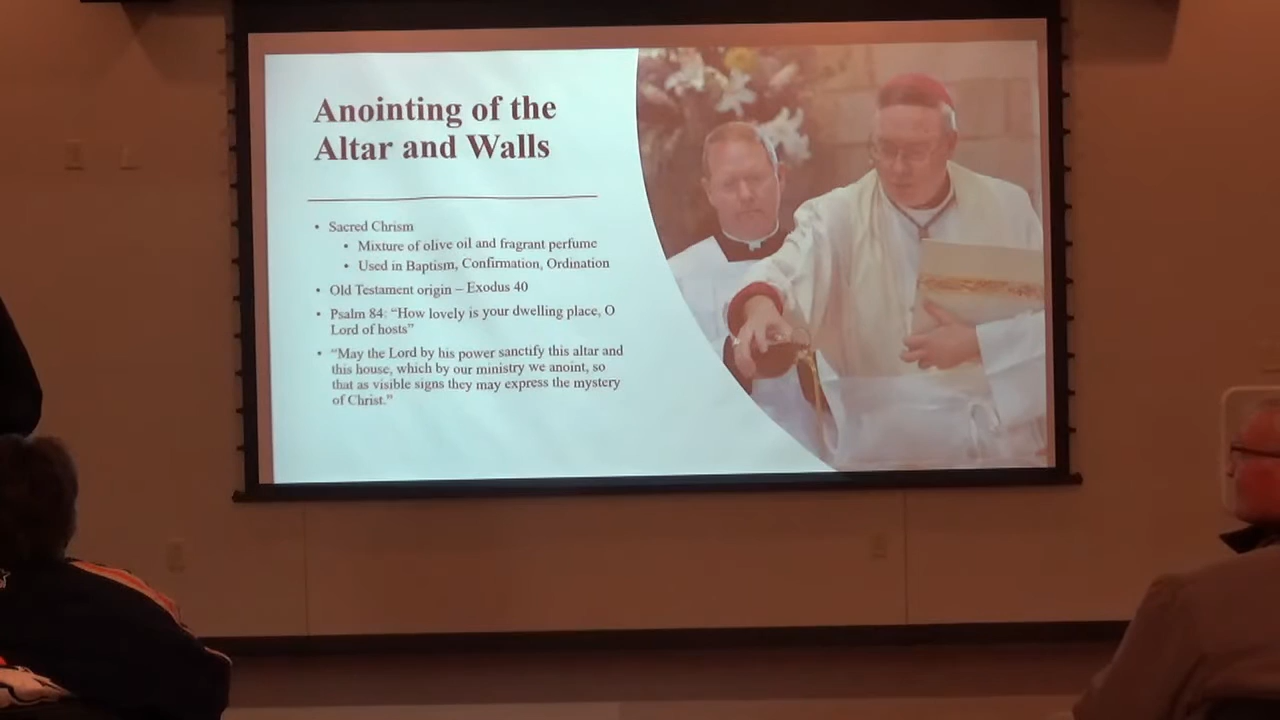 Anointing of the
Altar and Walls
• Sacred Chrism
• Mixture of olive oil and fragrant perfume
• Used in Baptism, Confirmation, Ordination
• Old Testament origin – Exodus 40
• Psalm 84: “How lovely is your dwelling place, O
Lord of hosts”
• “May the Lord by his power sanctify this altar and
this house, which by our ministry we anoint, so
that as visible signs they may express the mystery
of Christ.”